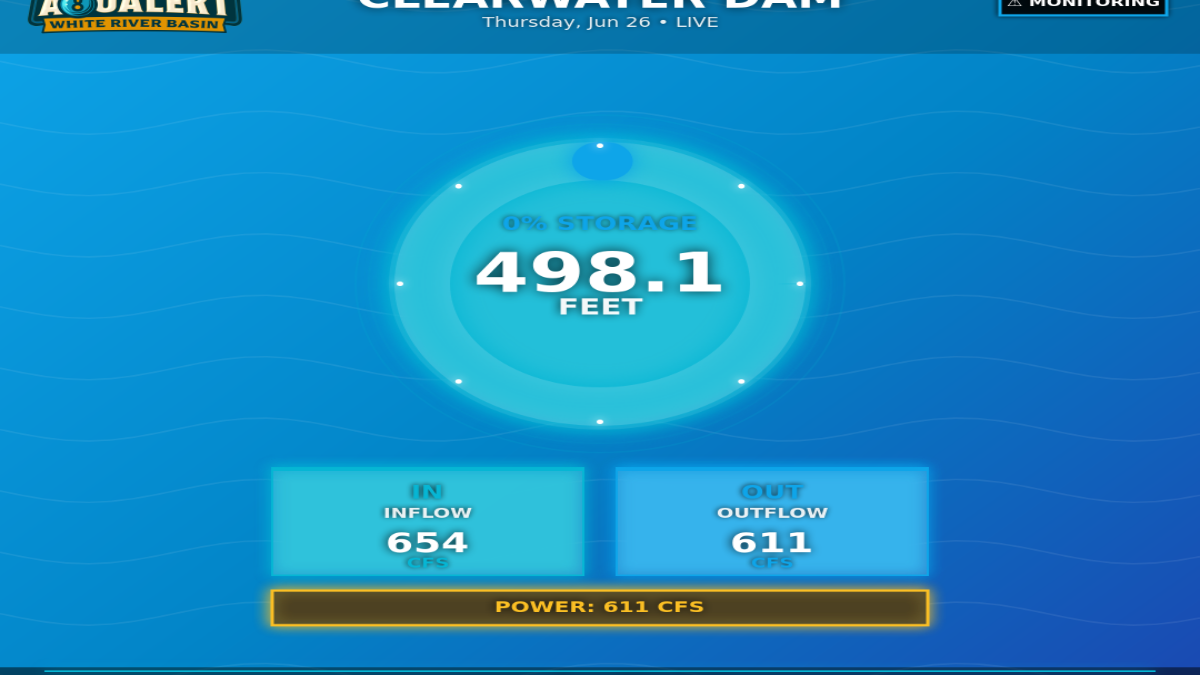 AQUALERT
WHITE RIVER BASIN
8
CLEARWATER DAM
Thursday, Jun 26 • LIVE
⚠ MONITORING
0% STORAGE
498.1
FEET
IN
INFLOW
654
CFS
OUT
OUTFLOW
611
CFS
POWER: 611 CFS